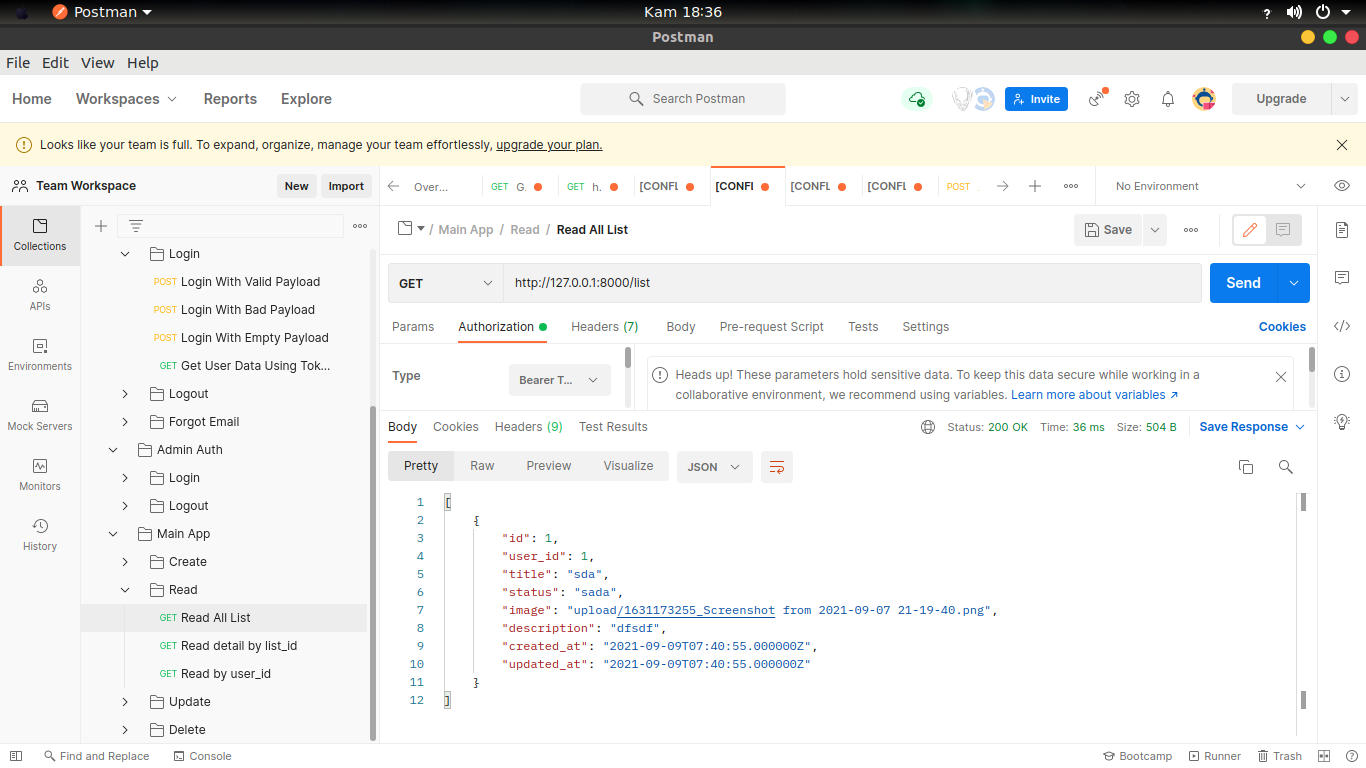 Postman
Kam 18:36
Postman
File Edit View Help
Home Workspaces Reports Explore
Search Postman
Invite
Upgrade
Looks like your team is full. To expand, organize, manage your team effortlessly, upgrade your plan.
Team Workspace
New Import
Over...
GET G.
GET h.
[CONFL
[CONFL
[CONFL
[CONFL
POST
No Environment
Collections
APIs
Environments
Mock Servers
Monitors
History
Login
POST Login With Valid Payload
POST Login With Bad Payload
POST Login With Empty Payload
GET Get User Data Using Tok...
Logout
Forgot Email
Admin Auth
Login
Logout
Main App
Create
Read
GET Read All List
GET Read detail by list_id
GET Read by user_id
Update
Delete
/ Main App / Read / Read All List
Save
GET
http://127.0.0.1:8000/list
Send
Params Authorization Headers (7) Body Pre-request Script Tests Settings
Cookies
Type
Bearer T...
Heads up! These parameters hold sensitive data. To keep this data secure while working in a
collaborative environment, we recommend using variables. Learn more about variables ↗
Body Cookies Headers (9) Test Results
Status: 200 OK Time: 36 ms Size: 504 B
Save Response
Pretty Raw Preview Visualize
JSON
1 [
2 {
3 "id": 1,
4 "user_id": 1,
5 "title": "sda",
6 "status": "sada",
7 "image": "upload/1631173255_Screenshot from 2021-09-07 21-19-40.png",
8 "description": "dfsdf",
9 "created_at": "2021-09-09T07:40:55.000000Z",
10 "updated_at": "2021-09-09T07:40:55.000000Z"
11 }
12 ]
Find and Replace
Console
Bootcamp
Runner
Trash